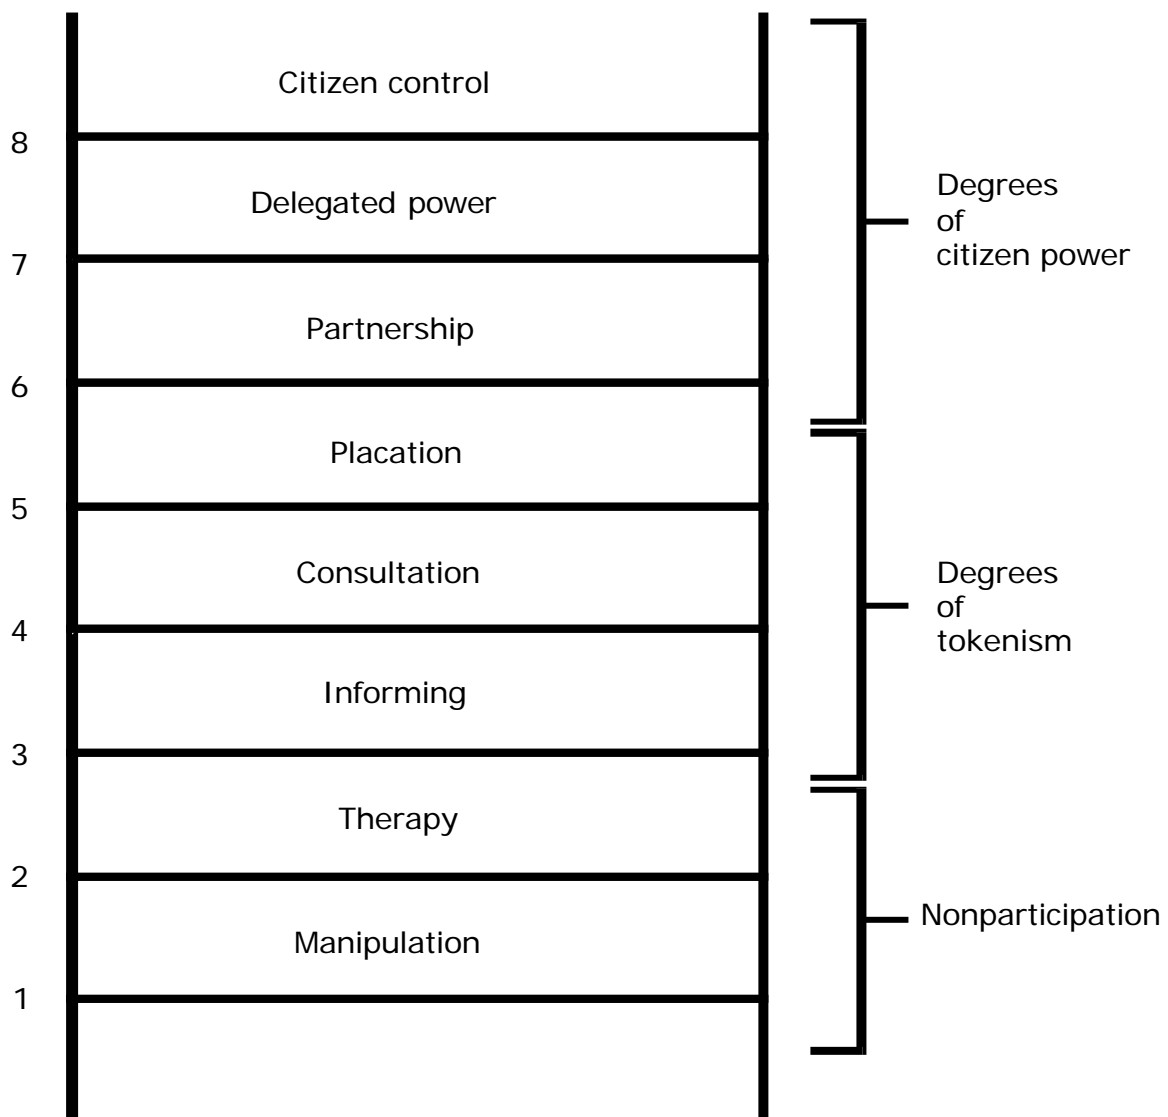 Citizen control
8
Delegated power
7
Partnership
6
Placation
5
Consultation
4
Informing
3
Therapy
2
Manipulation
1
Degrees
of
citizen power
Degrees
of
tokenism
Nonparticipation